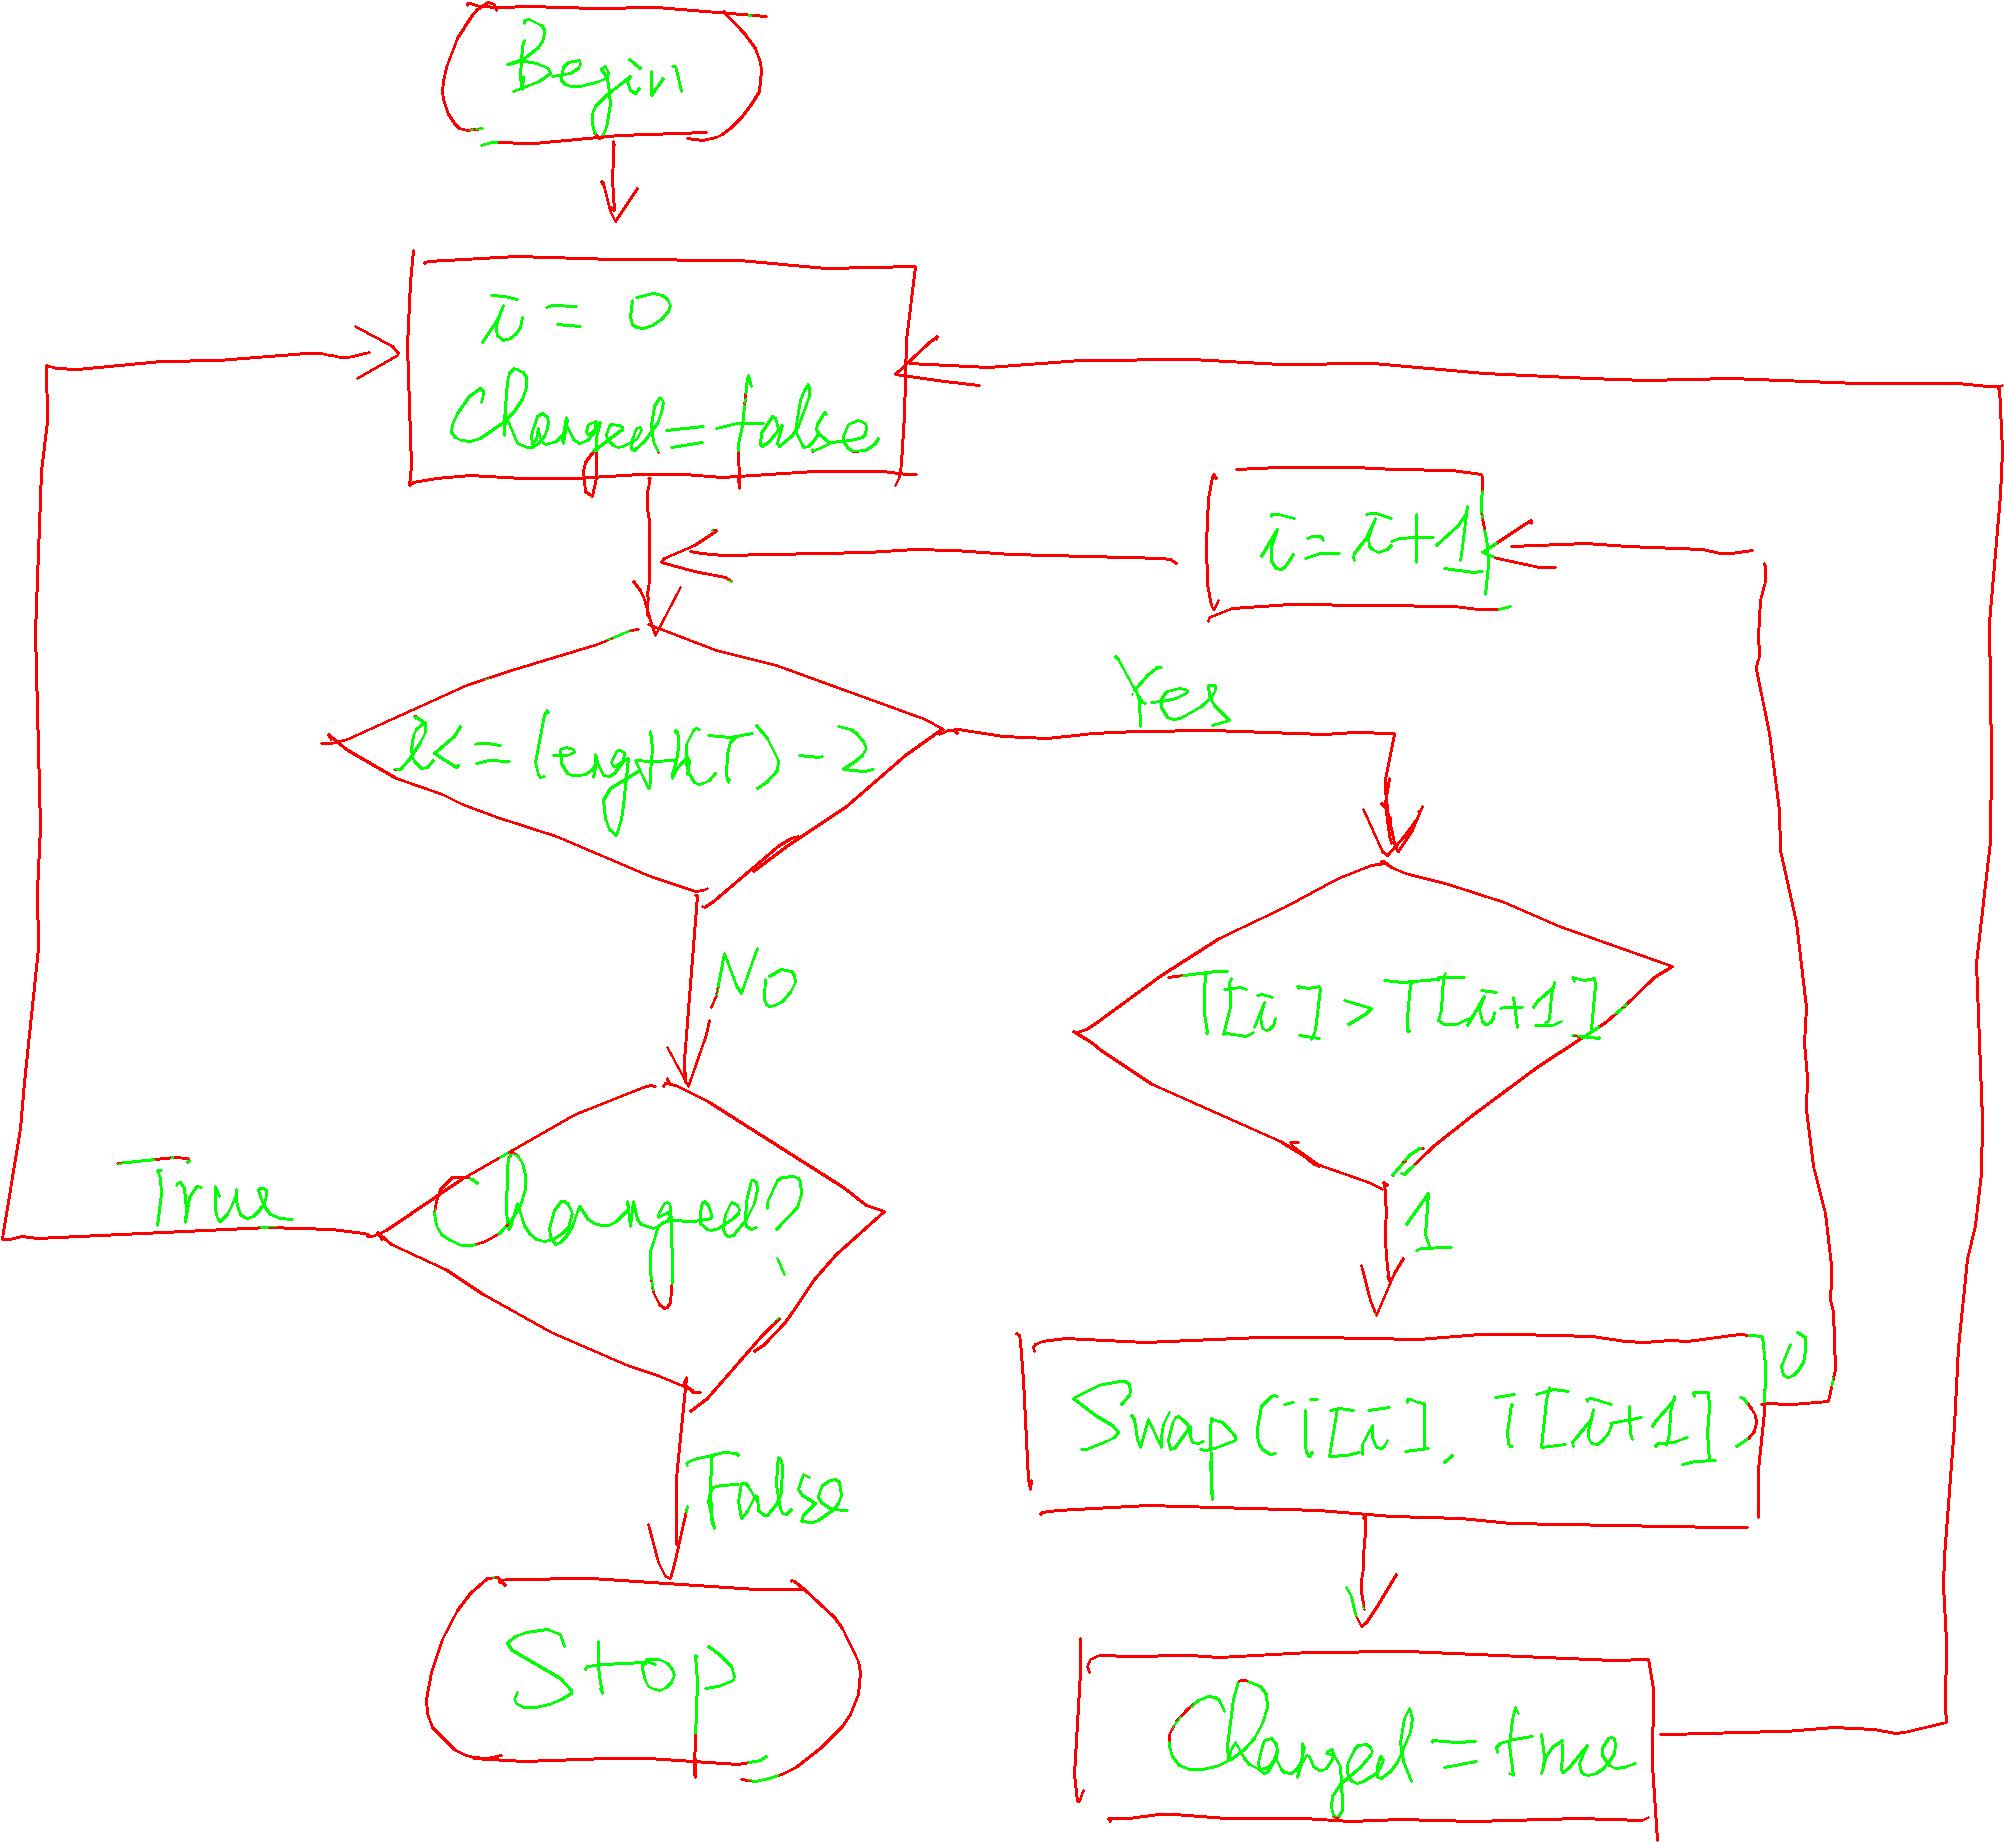 Begin
i = 0
Changed = false
i = i + 1
Yes
i <= length(T) - 2
No
T[i] > T[i+1]
True
Changed?
1
0
Swap(T[i], T[i+1])
False
Stop
Changed = true